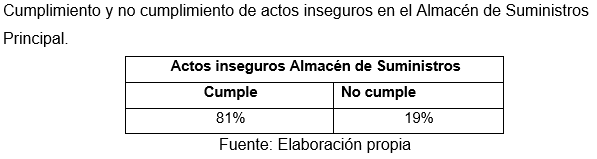 Cumplimiento y no cumplimiento de actos inseguros en el Almacén de Suministros
Principal.
Actos inseguros Almacén de Suministros
Cumple No cumple
81% 19%
Fuente: Elaboración propia